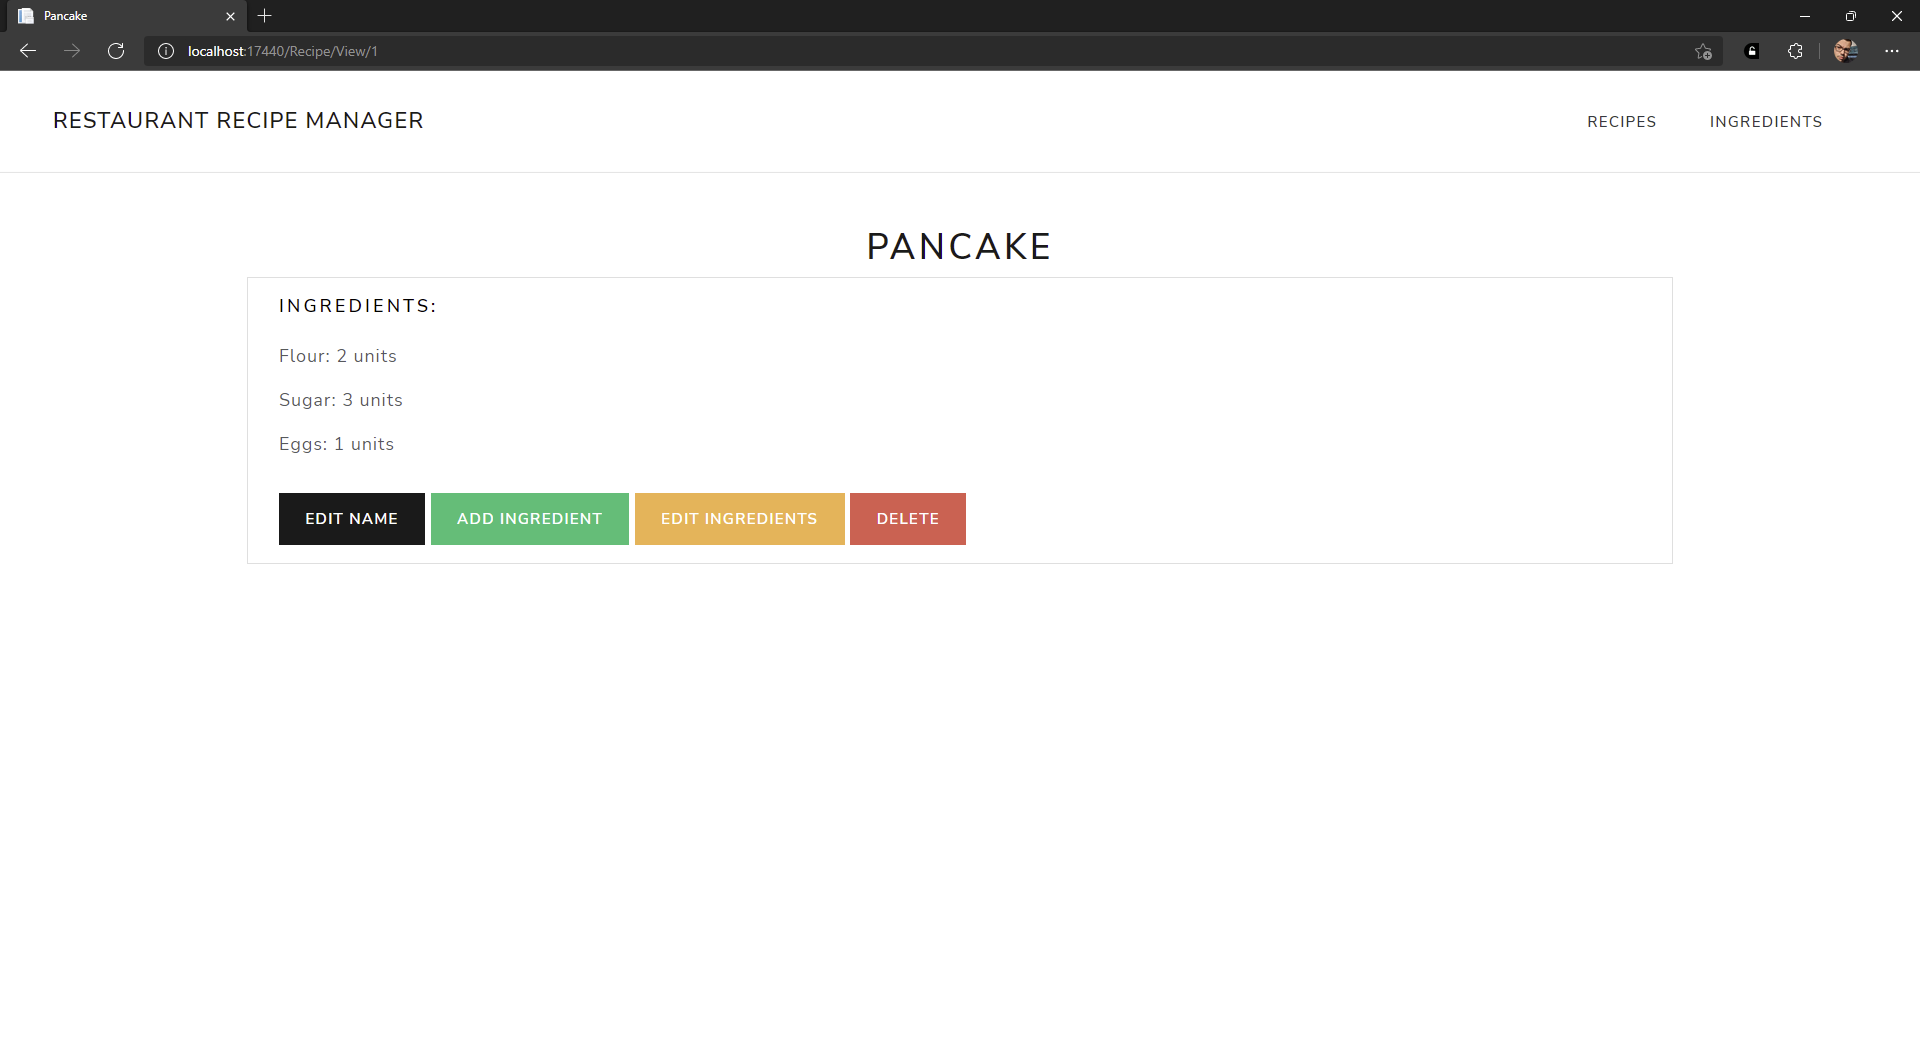 Pancake
localhost:17440/Recipe/View/1
RESTAURANT RECIPE MANAGER
RECIPES INGREDIENTS
PANCAKE
INGREDIENTS:
Flour: 2 units
Sugar: 3 units
Eggs: 1 units
EDIT NAME ADD INGREDIENT EDIT INGREDIENTS DELETE